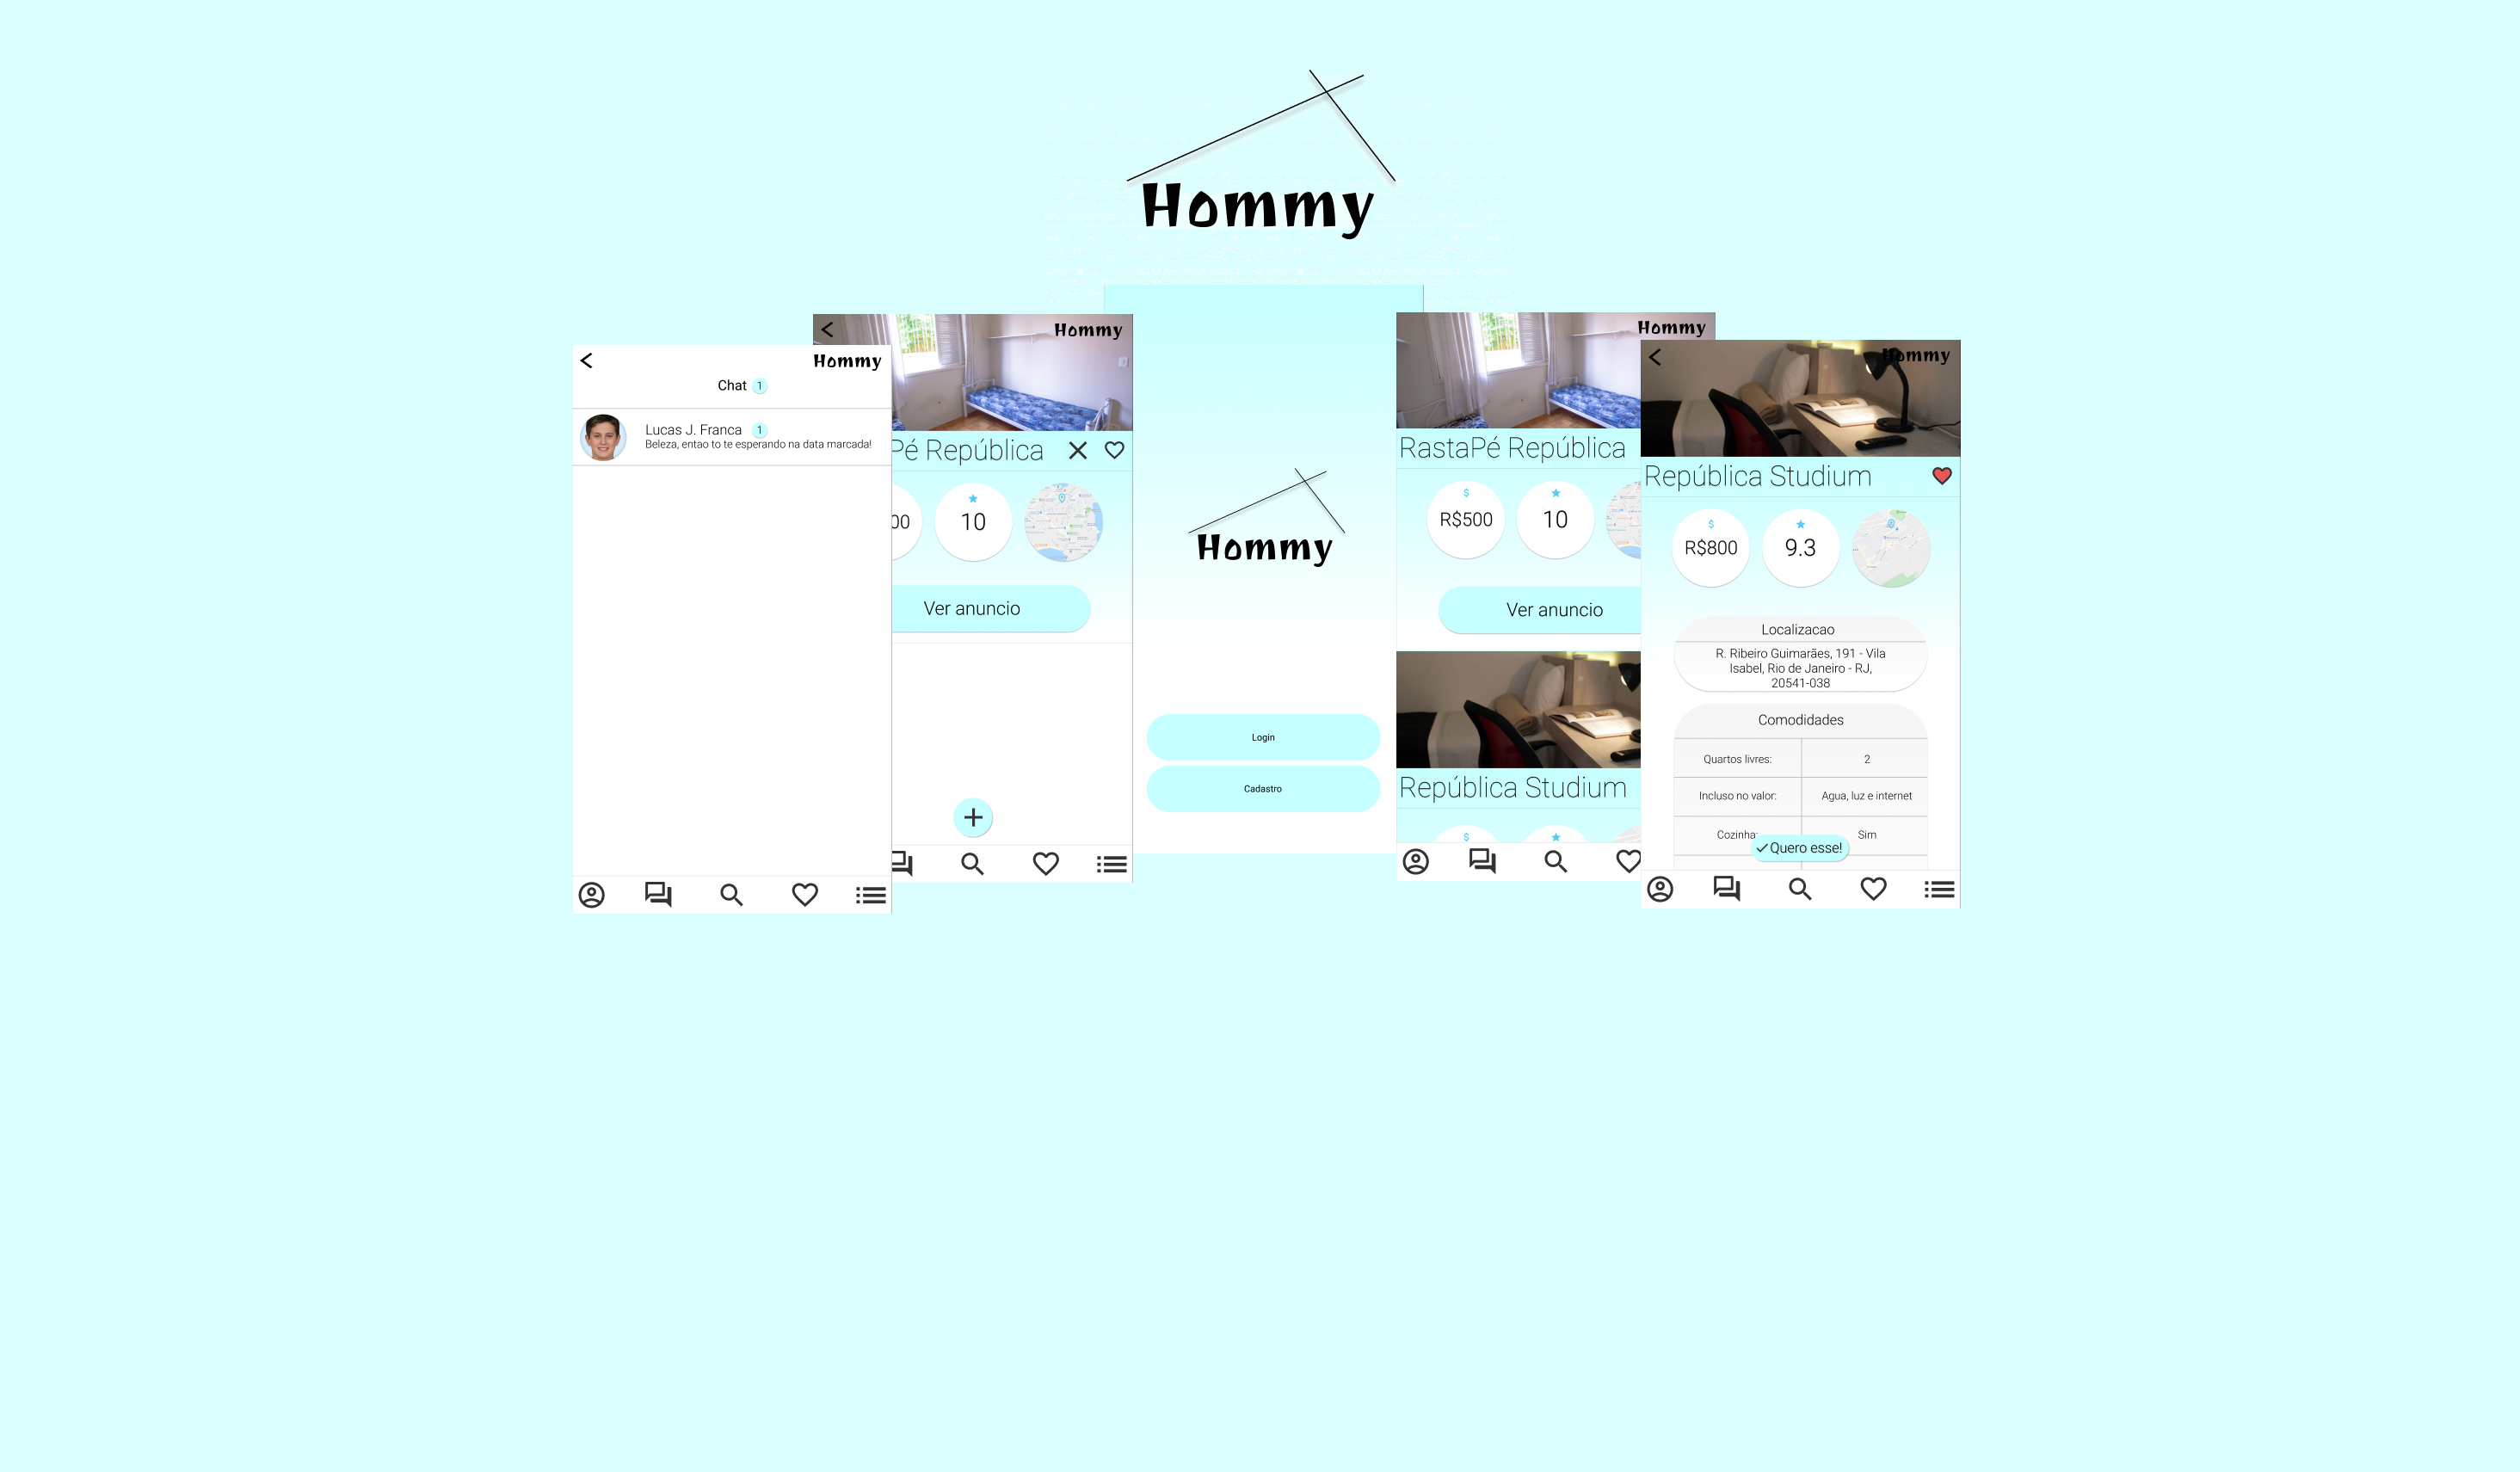 Hommy
Hommy
Chat 1
Lucas J. Franca 1
Beleza, entao to te esperando na data marcada!
Hommy
Pé República
00
10
Ver anuncio
Hommy
Login
Cadastro
Hommy
RastaPé República
$
R$500
10
Ver anuncio
República Studium
$
Hommy
República Studium
$
R$800
9.3
Localizacao
R. Ribeiro Guimarães, 191 - Vila
Isabel, Rio de Janeiro - RJ,
20541-038
Comodidades
Quartos livres: 2
Incluso no valor: Agua, luz e internet
Cozinha: Sim
Quero esse!